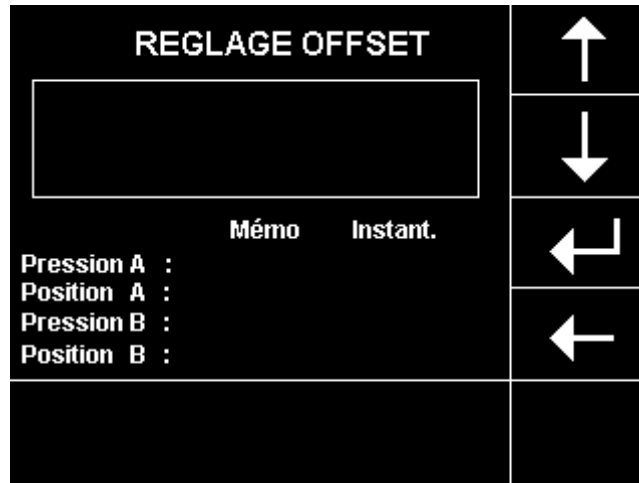 REGLAGE OFFSET
Mémo Instant.
Pression A :
Position A :
Pression B :
Position B :